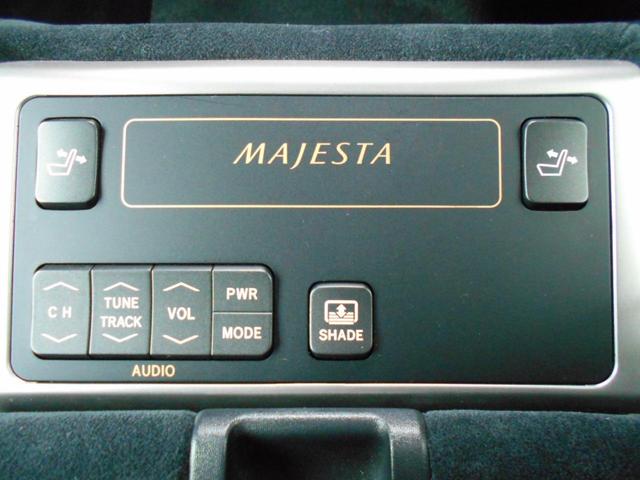 MAJESTA
CH
TUNE
TRACK
VOL
PWR
MODE
SHADE
AUDIO